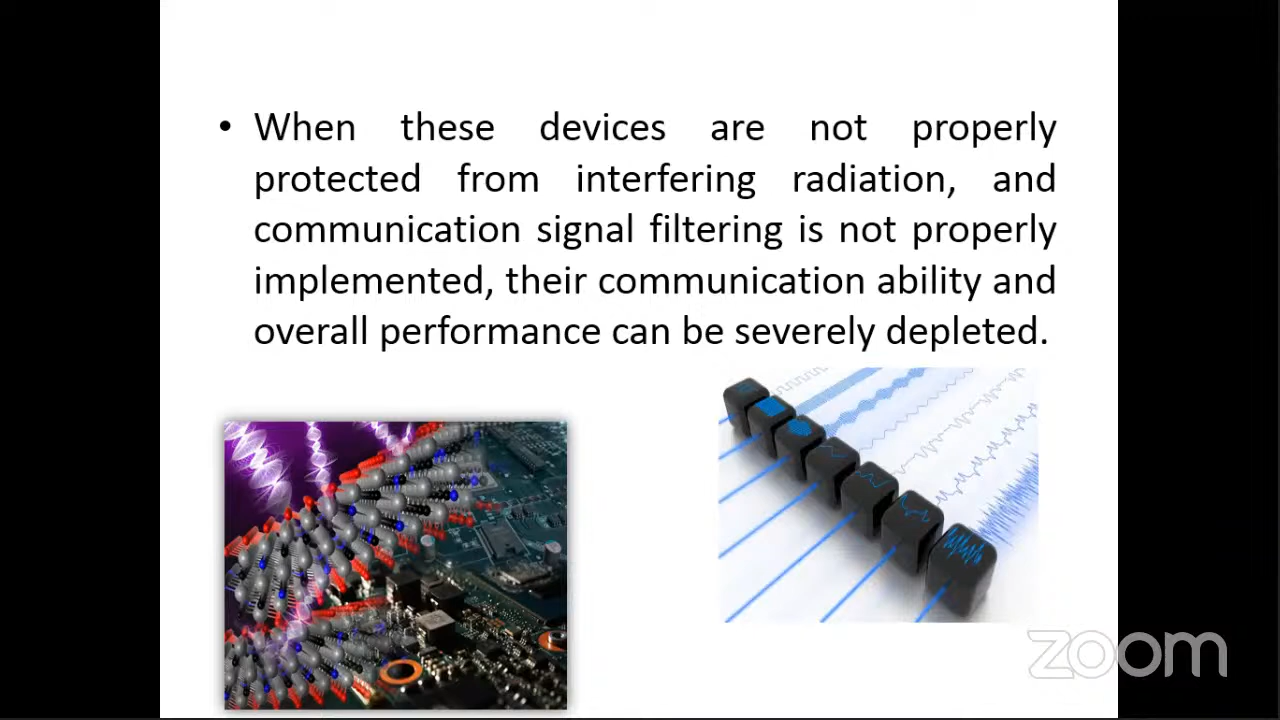 • When these devices are not properly
protected from interfering radiation, and
communication signal filtering is not properly
implemented, their communication ability and
overall performance can be severely depleted.
zoom